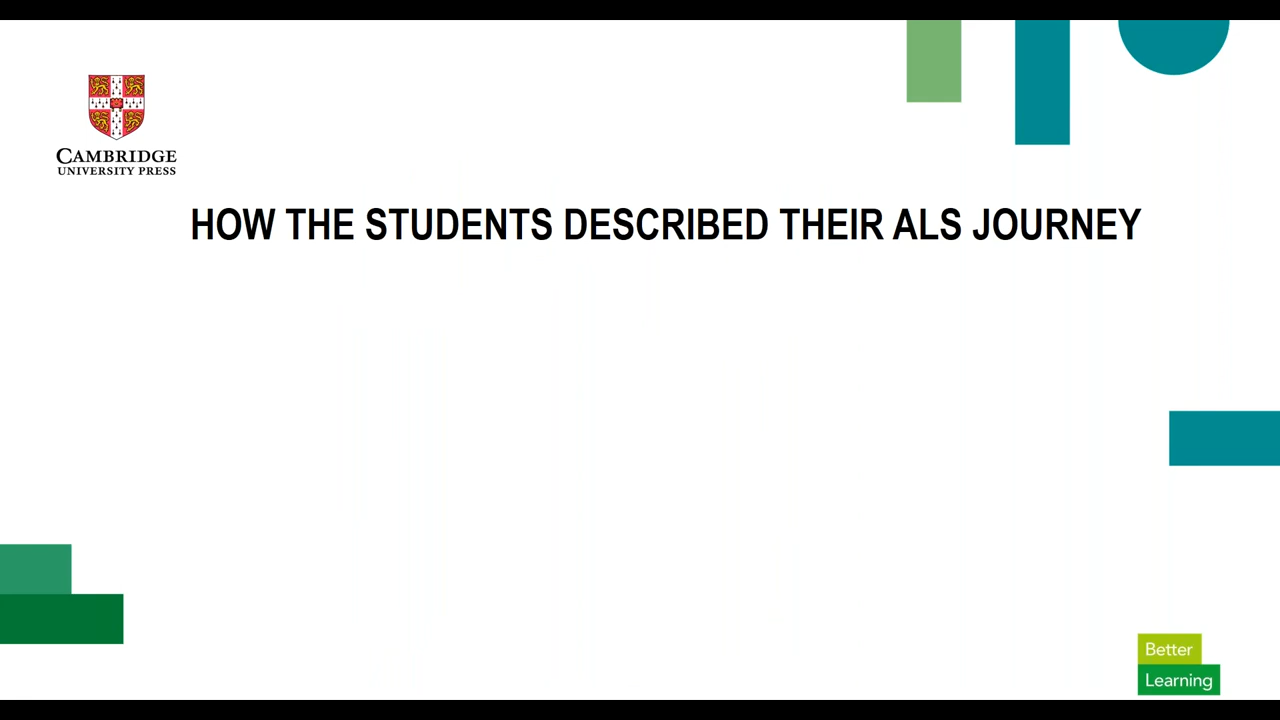 CAMBRIDGE
UNIVERSITY PRESS
HOW THE STUDENTS DESCRIBED THEIR ALS JOURNEY
Better
Learning